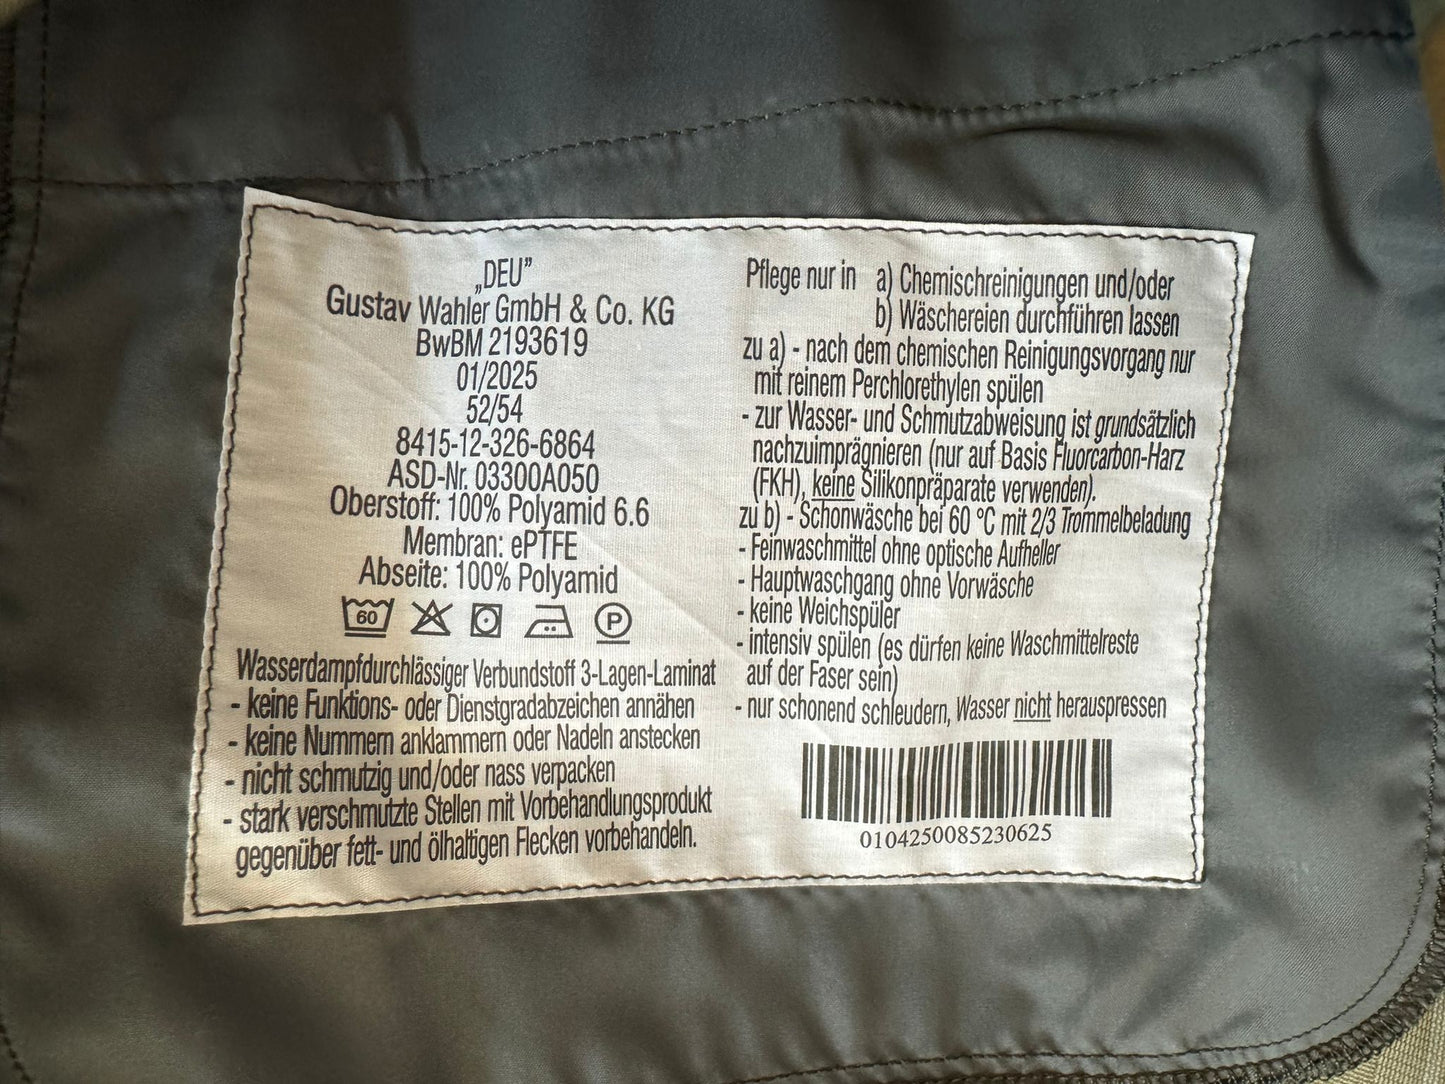 „DEU”
Gustav Wahler GmbH & Co. KG
BwBM 2193619
01/2025
52/54
8415-12-326-6864
ASD-Nr. 03300A050
Oberstoff: 100% Polyamid 6.6
Membran: ePTFE
Abseite: 100% Polyamid
60
P
Wasserdampfdurchlässiger Verbundstoff 3-Lagen-Laminat
- keine Funktions- oder Dienstgradabzeichen annähen
- keine Nummern anklammern oder Nadeln anstecken
- nicht schmutzig und/oder nass verpacken
- stark verschmutzte Stellen mit Vorbehandlungsprodukt
gegenüber fett- und ölhaltigen Flecken vorbehandeln.
Pflege nur in a) Chemischreinigungen und/oder
b) Wäschereien durchführen lassen
zu a) - nach dem chemischen Reinigungsvorgang nur
mit reinem Perchlorethylen spülen
- zur Wasser- und Schmutzabweisung ist grundsätzlich
nachzuimprägnieren (nur auf Basis Fluorcarbon-Harz
(FKH), keine Silikonpräparate verwenden).
zu b) - Schonwäsche bei 60 °C mit 2/3 Trommelbeladung
- Feinwaschmittel ohne optische Aufheller
- Hauptwaschgang ohne Vorwäsche
- keine Weichspüler
- intensiv spülen (es dürfen keine Waschmittelreste
auf der Faser sein)
- nur schonend schleudern, Wasser nicht herauspressen
0104250085230625